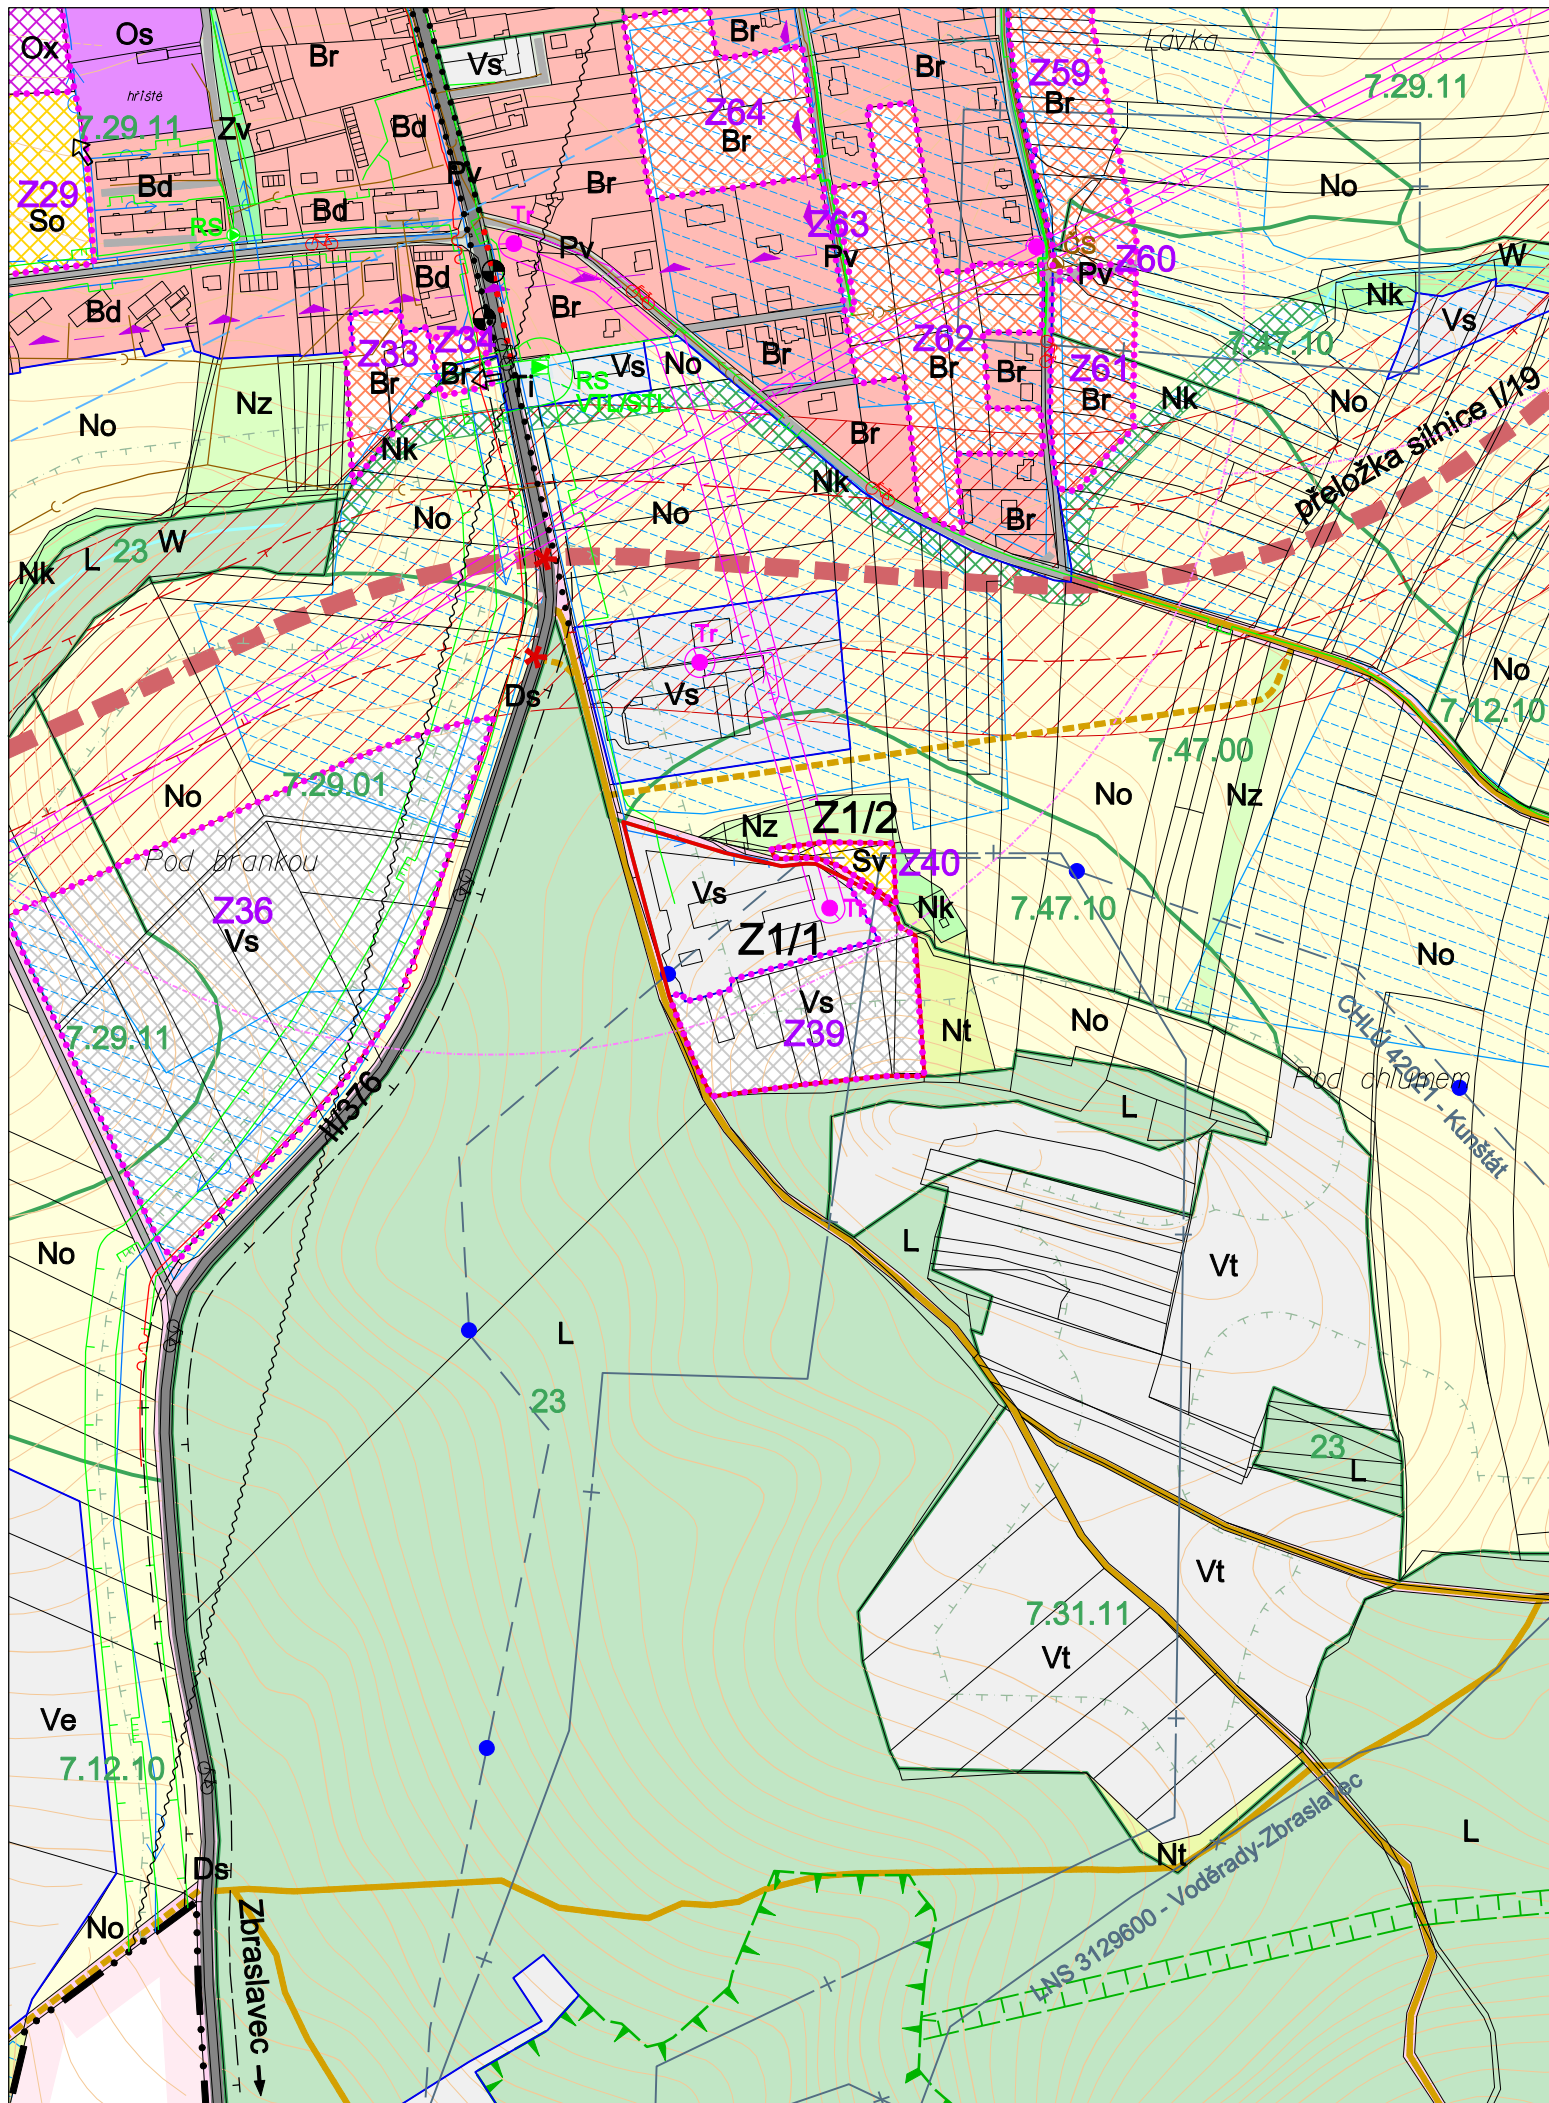 Ox
Os
Br
Vs
Br
Br
Lavka
Z59
Br
7.29.11
hřiště
7.29.11
Zv
Bd
Z64
Br
Bd
Pv
Br
No
Z29
So
Bd
RS
Tr
Pv
Z63
Pv
ČS
Z60
Pv
W
Bd
Bd
Br
Nk
Vs
Z33
Br
Z34
Br
Ti
RS
VTL/STL
Vs
No
Br
Z62
Br
Br
Z61
Br
7.47.10
Nk
No
přeložka silnice I/19
Nz
No
Nk
Br
Nk
No
No
Br
L
23
W
Nk
Tr
Vs
Ds
No
7.12.10
7.29.01
No
7.47.00
No
Nz
Pod brankou
Z36
Vs
Nz
Z1/2
Sv
Z40
Vs
Tr
Nk
7.47.10
Z1/1
No
Vs
Z39
Nt
No
7.29.11
CHLÚ 42921 - Kunštát
Pod chlumem
II/376
L
No
L
Vt
L
23
23
L
Vt
7.31.11
Vt
Ve
7.12.10
L
Nt
LNS 3129600 - Voděrady-Zbraslavec
Ds
No
Zbraslavec